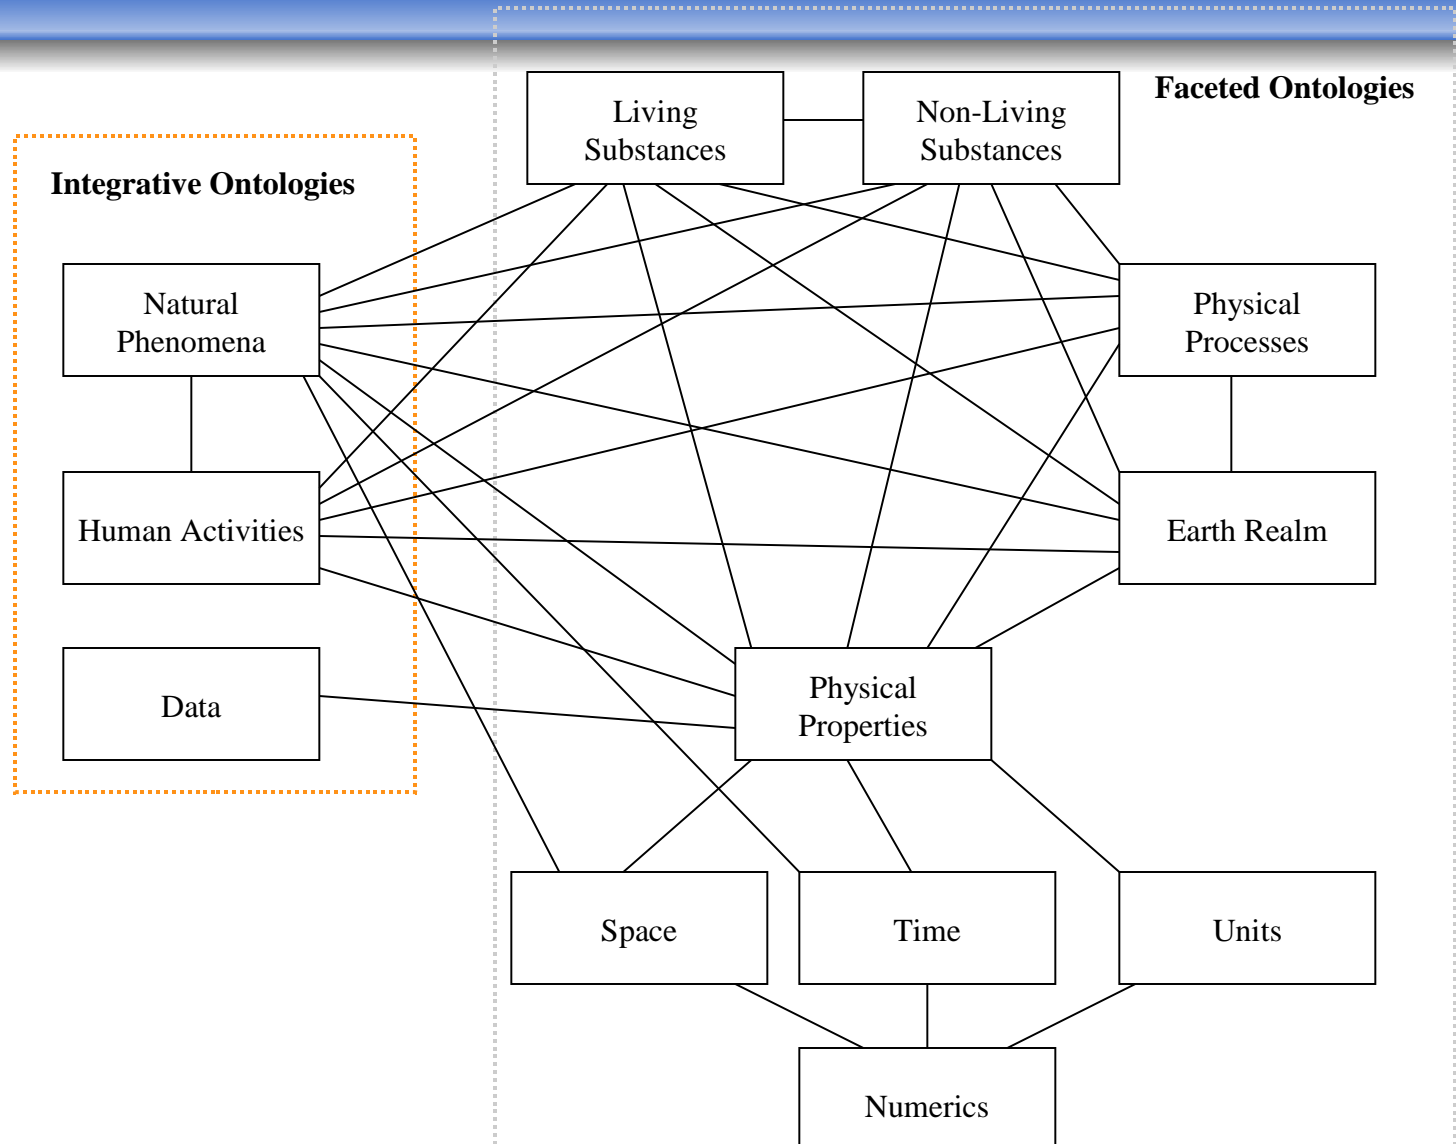 Faceted Ontologies
Living
Substances
Non-Living
Substances
Integrative Ontologies
Natural
Phenomena
Physical
Processes
Human Activities
Earth Realm
Data
Physical
Properties
Space
Time
Units
Numerics